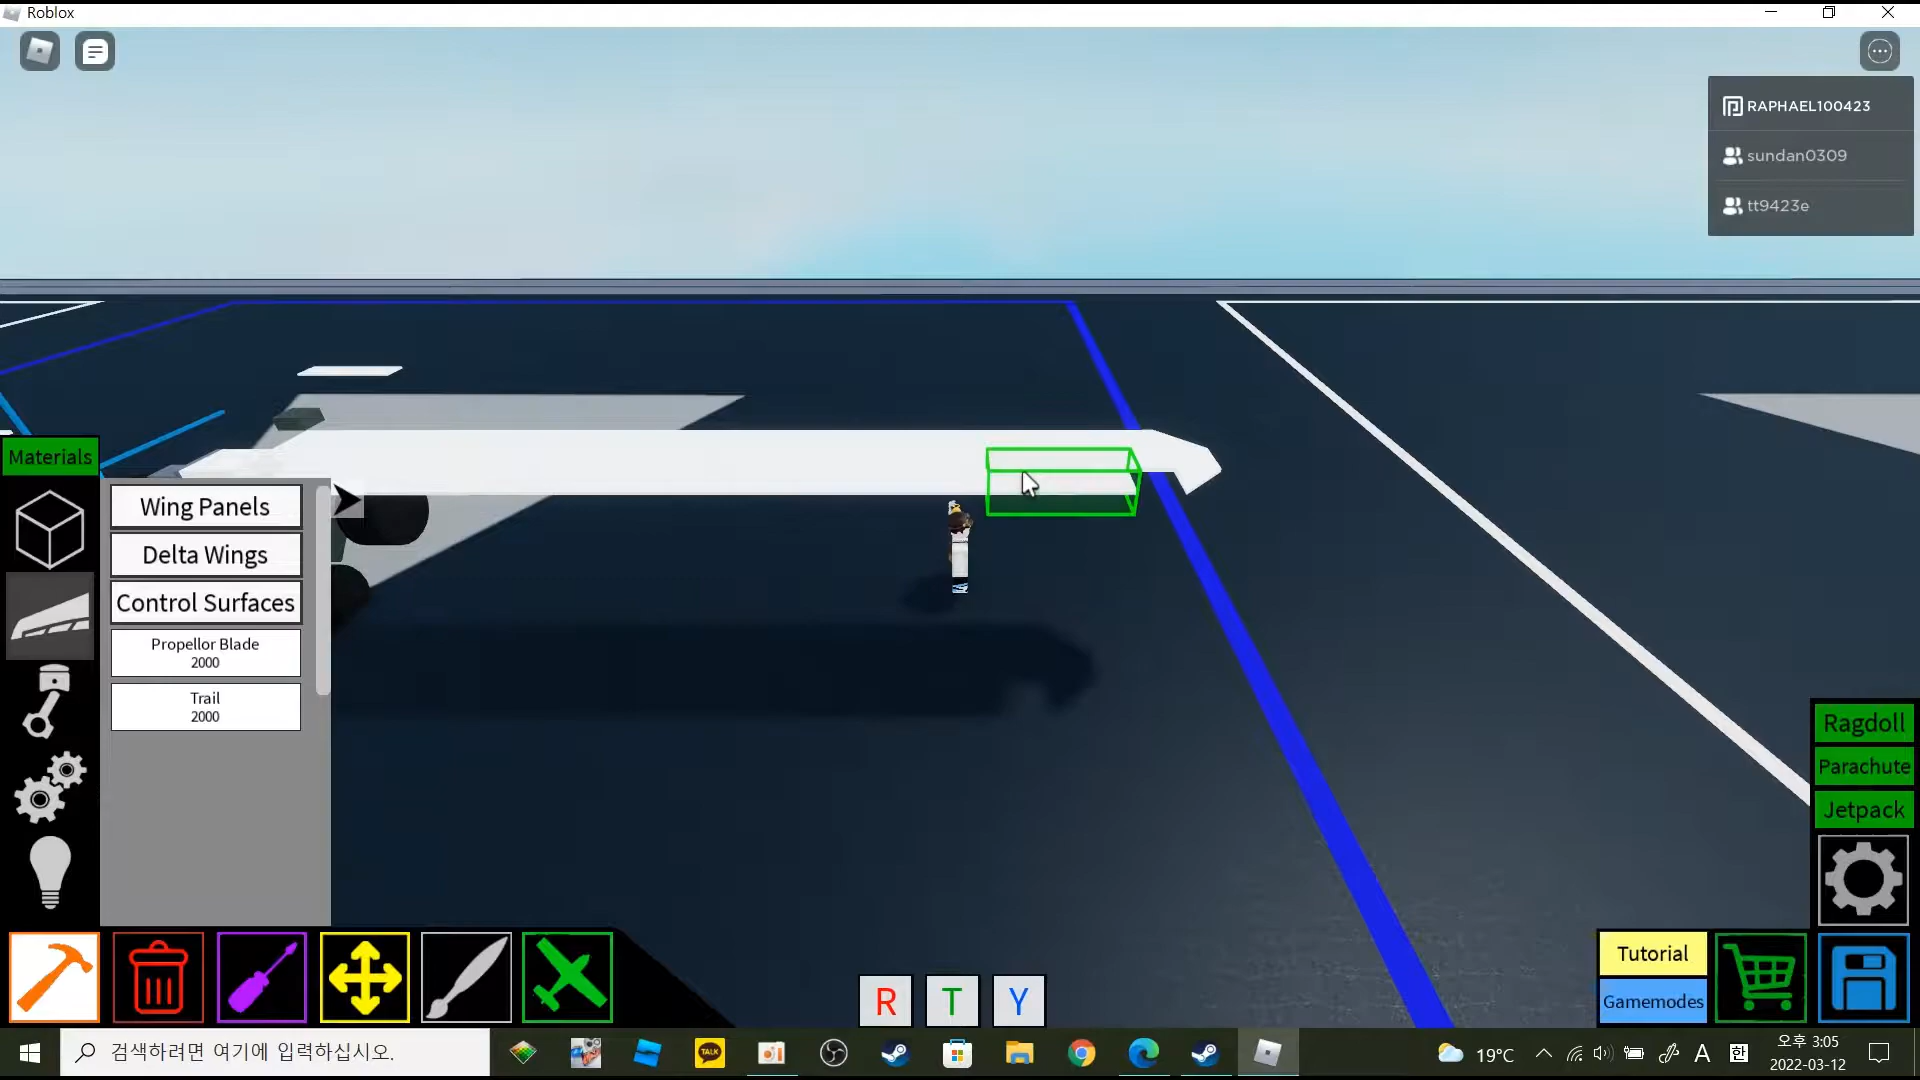 Roblox
RAPHAEL100423
sundan0309
tt9423e
Materials
Wing Panels
Delta Wings
Control Surfaces
Propellor Blade
2000
Trail
2000
Ragdoll
Parachute
Jetpack
Tutorial
Gamemodes
R T Y
검색하려면 여기에 입력하십시오.
TALK
19°C
A
한
오후 3:05
2022-03-12